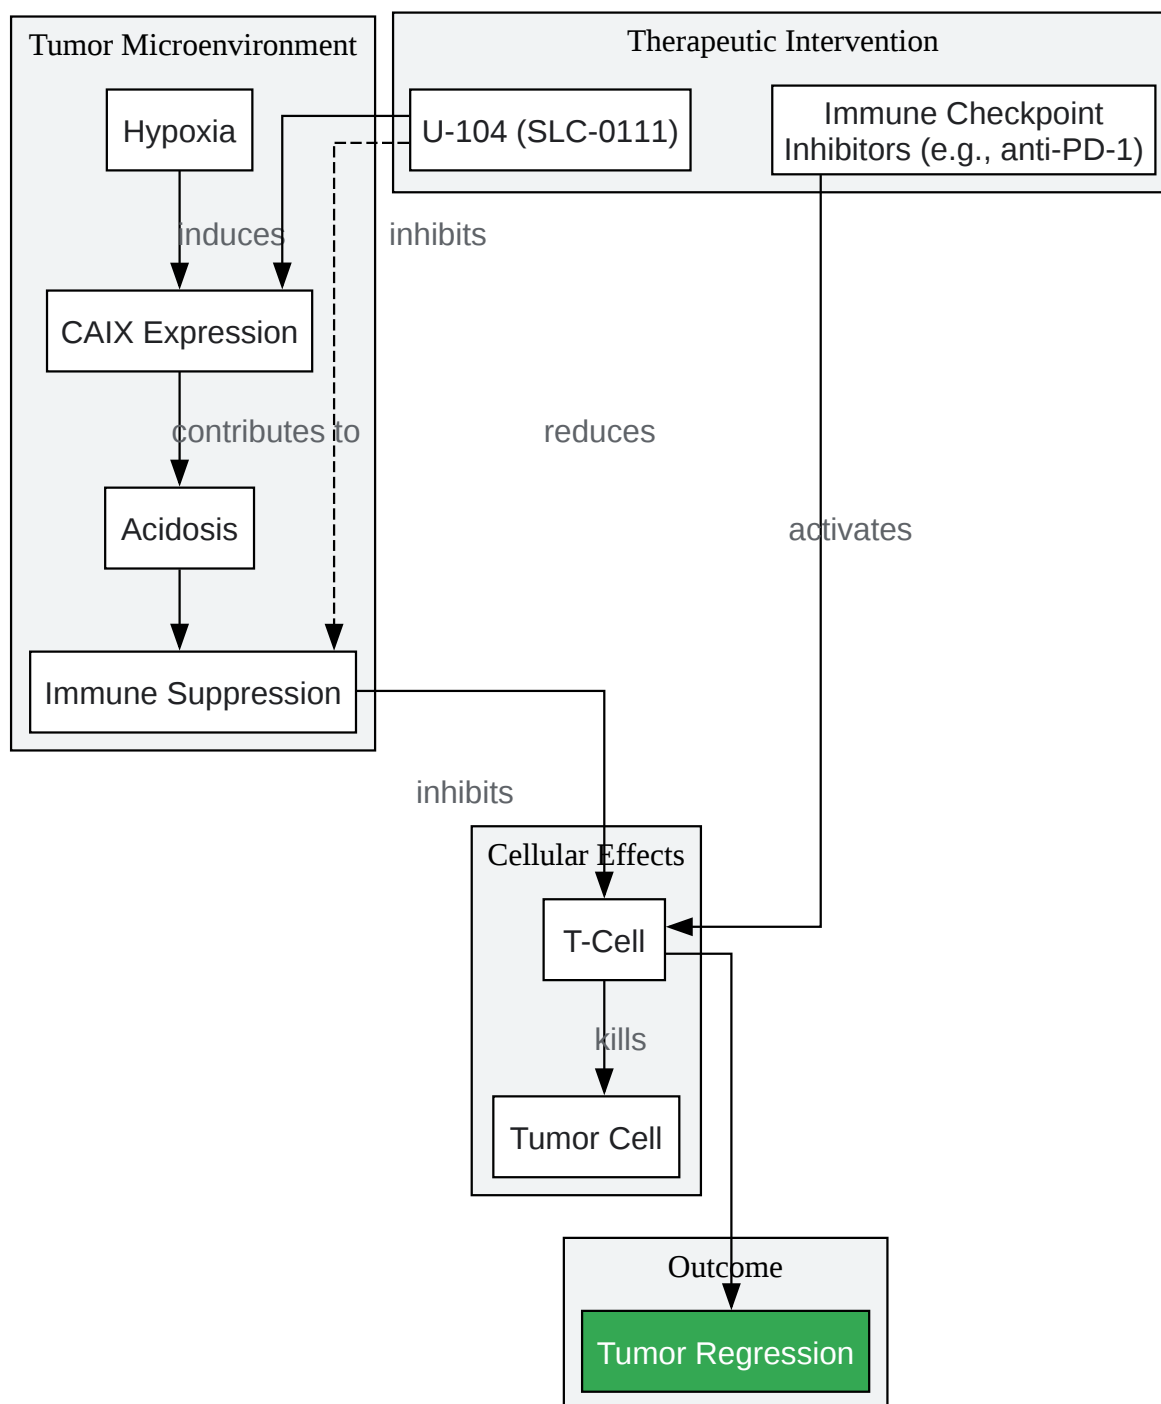 Tumor Microenvironment
Therapeutic Intervention
Hypoxia
U-104 (SLC-0111)
Immune Checkpoint
Inhibitors (e.g., anti-PD-1)
induces
inhibits
CAIX Expression
contributes to
reduces
activates
Acidosis
Immune Suppression
inhibits
Cellular Effects
T-Cell
kills
Tumor Cell
Outcome
Tumor Regression